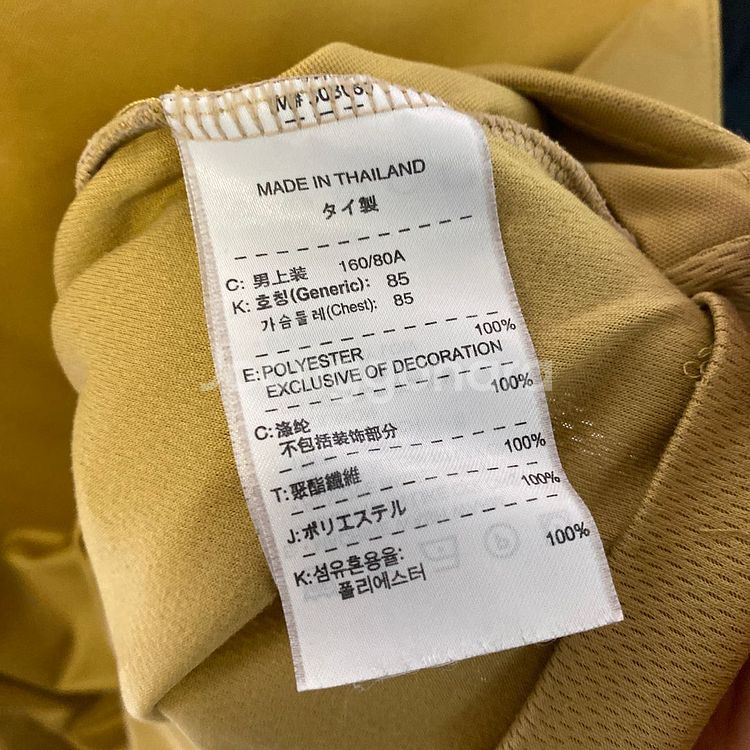 MADE IN THAILAND
タイ製
C: 男上装 160/80A
K: 호칭(Generic): 85
가슴둘레(Chest): 85
E: POLYESTER 100%
EXCLUSIVE OF DECORATION
C: 涤纶 100%
不包括装饰部分
T: 聚酯纖維 100%
J: ポリエステル 100%
K: 섬유혼용율: 100%
폴리에스터